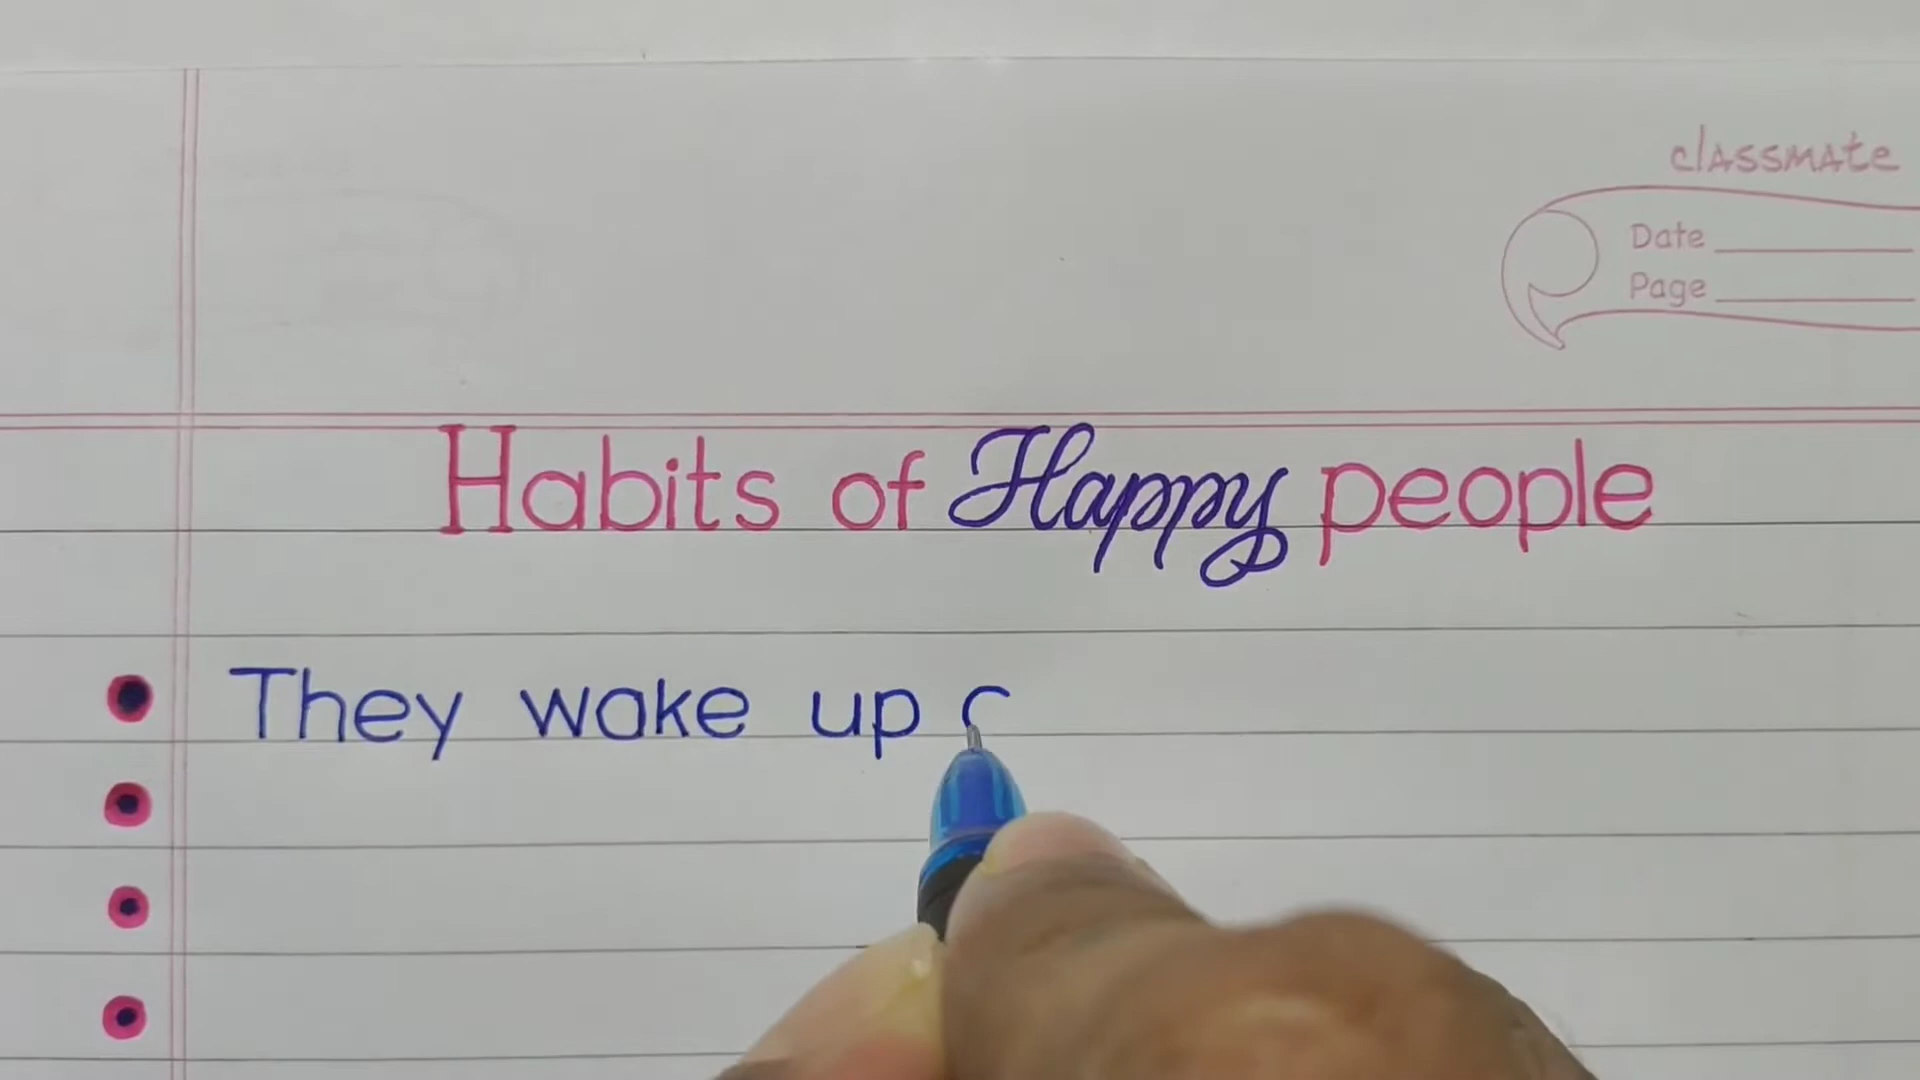 classmate
Date
Page
Habits of Happy people
They wake up